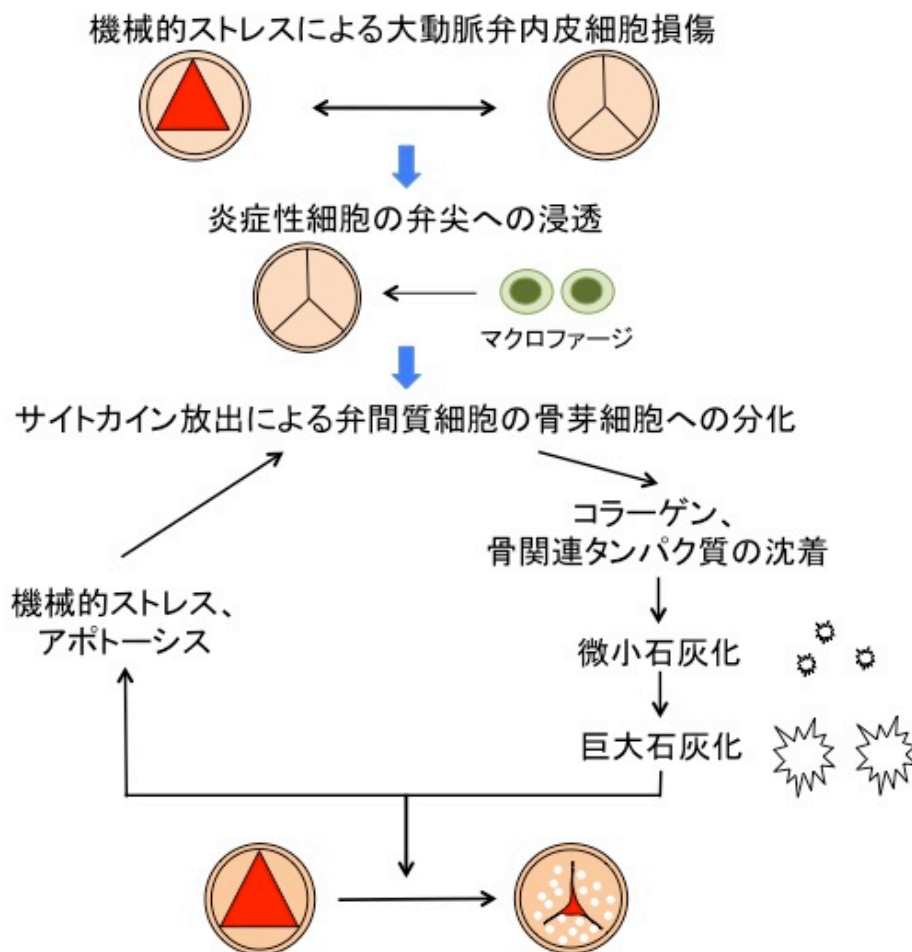 機械的ストレスによる大動脈弁内皮細胞損傷
炎症性細胞の弁尖への浸透
マクロファージ
サイトカイン放出による弁間質細胞の骨芽細胞への分化
コラーゲン、
骨関連タンパク質の沈着
機械的ストレス、
アポトーシス
微小石灰化
巨大石灰化